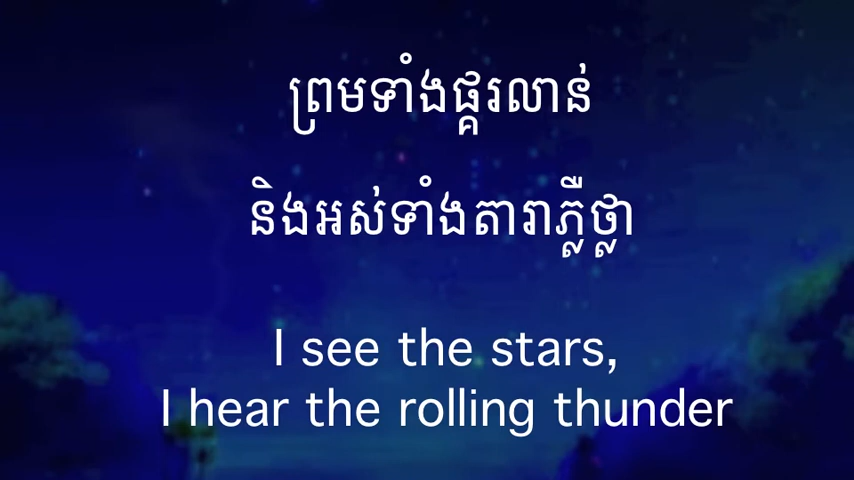 ព្រមទាំងផ្គរលាន់
និងអស់ទាំងតារាភ្លឺថ្លា
I see the stars,
I hear the rolling thunder